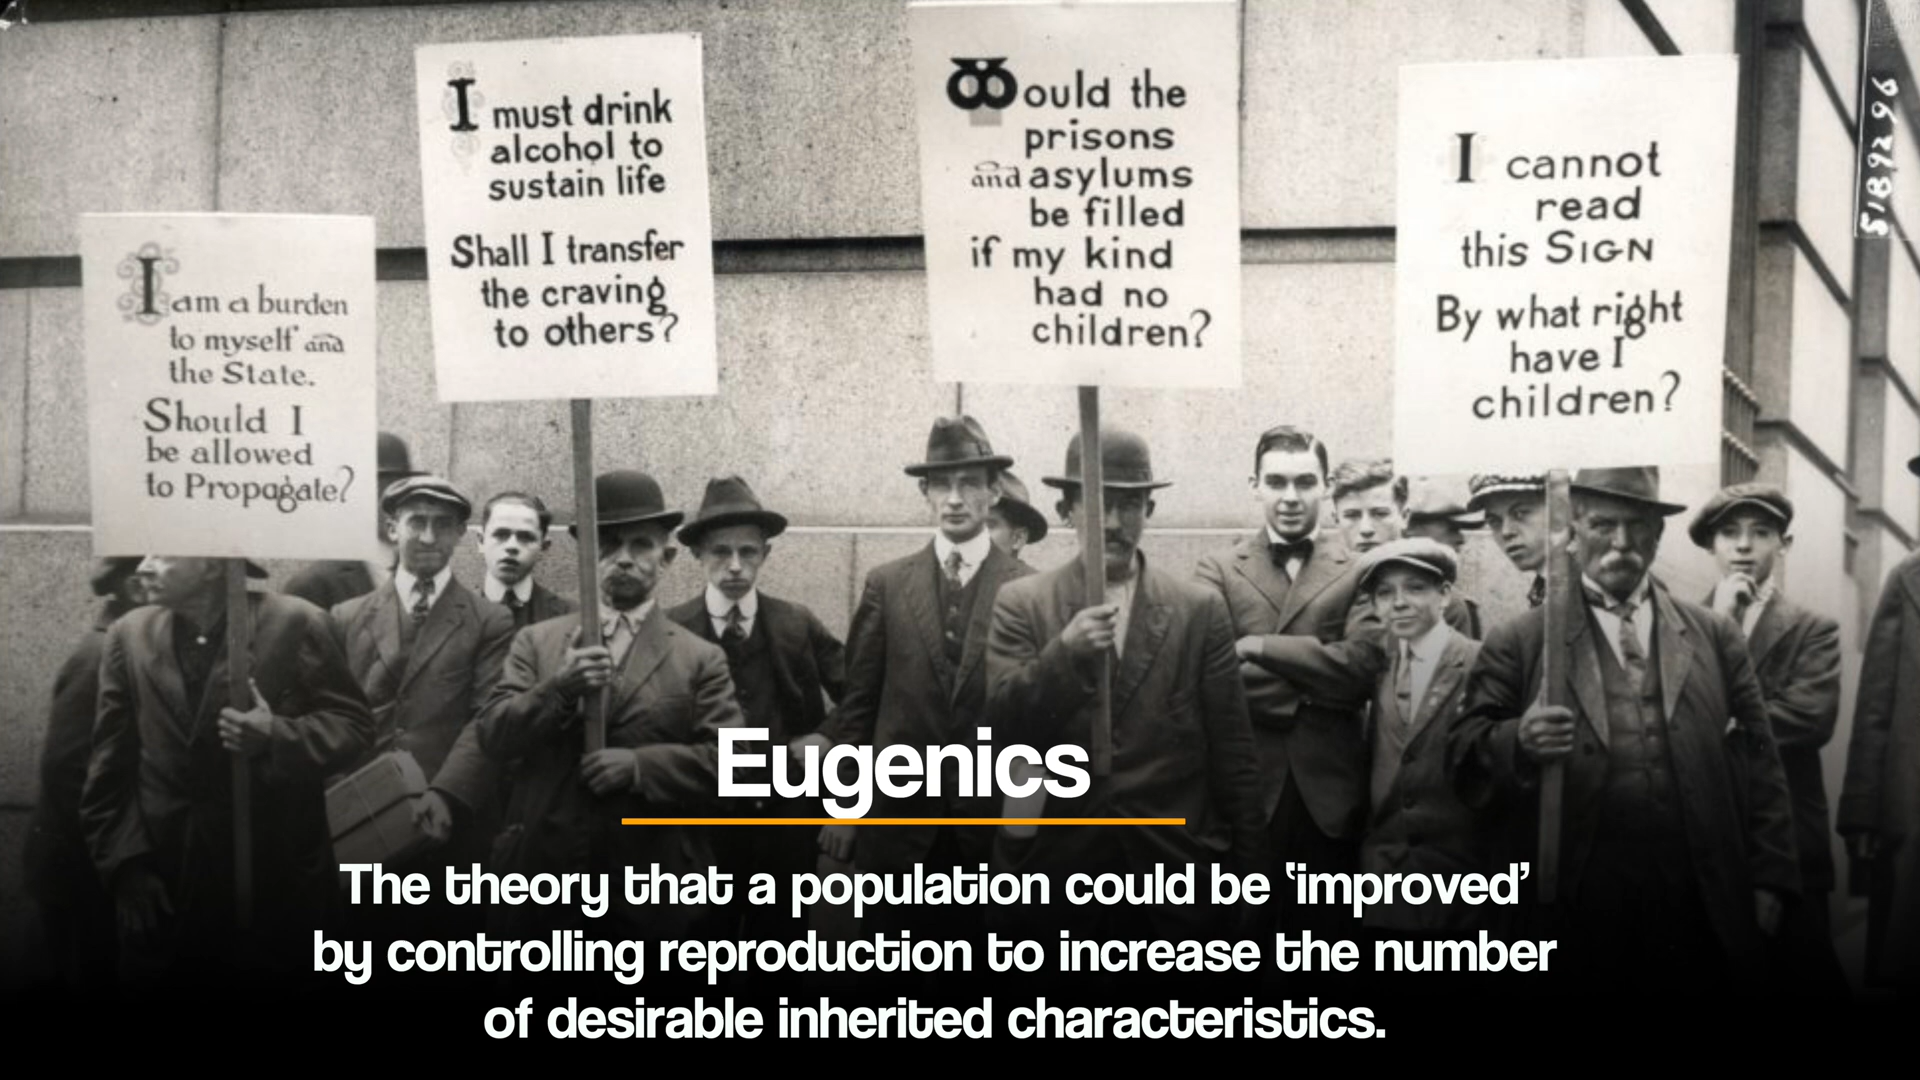 I am a burden
to myself and
the State.
Should I
be allowed
to Propagate?
I must drink
alcohol to
sustain life
Shall I transfer
the craving
to others?
Would the
prisons
and asylums
be filled
if my kind
had no
children?
I cannot
read
this SIGN
By what right
have I
children?
5189296
Eugenics
The theory that a population could be ‘improved’
by controlling reproduction to increase the number
of desirable inherited characteristics.